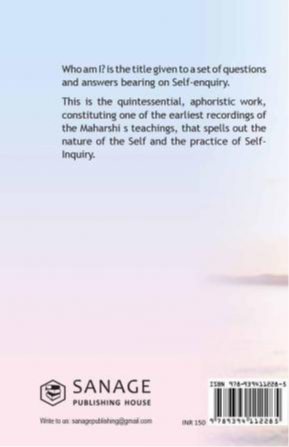 Who am I? is the title given to a set of questions
and answers bearing on Self-enquiry.
This is the quintessential, aphoristic work,
constituting one of the earliest recordings of
the Maharshi s teachings, that spells out the
nature of the Self and the practice of Self-
Inquiry.
SANAGE
PUBLISHING HOUSE
Write to us: sanagepublishing@gmail.com
INR 150
ISBN 978-939411228-5
9 789394 112285